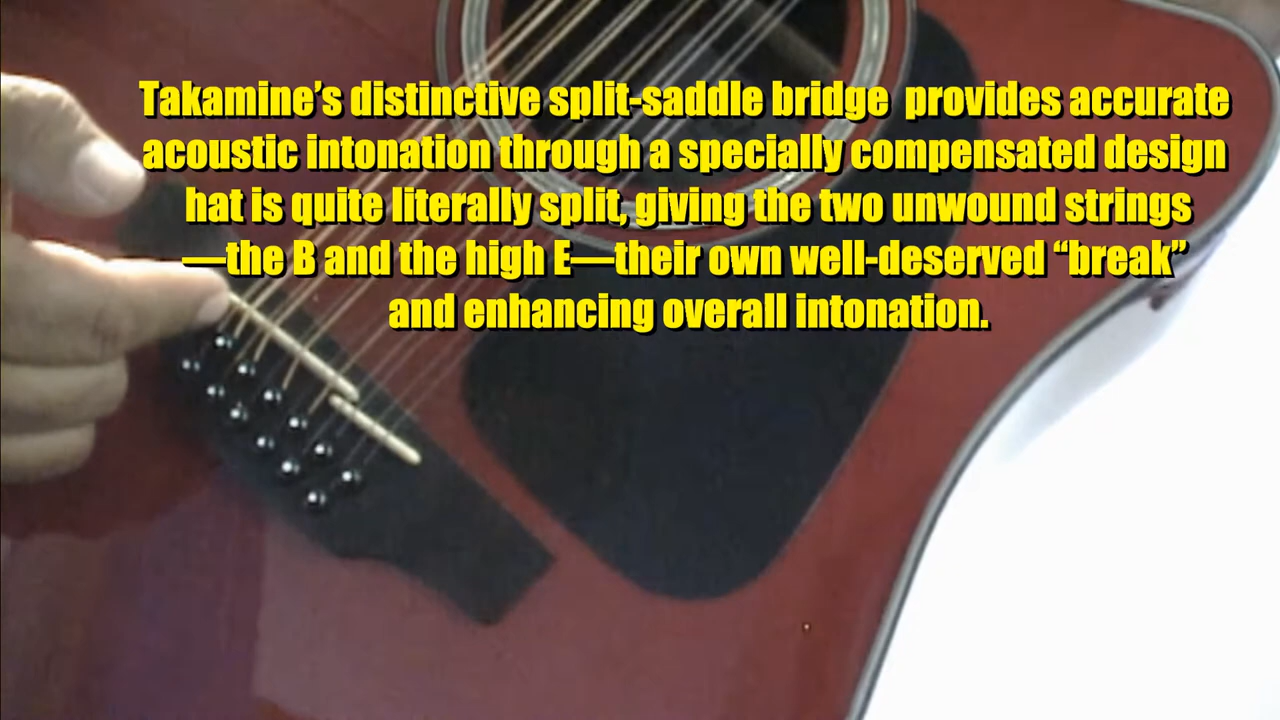 Takamine’s distinctive split-saddle bridge  provides accurate
acoustic intonation through a specially compensated design
hat is quite literally split, giving the two unwound strings
—the B and the high E—their own well-deserved “break”
and enhancing overall intonation.